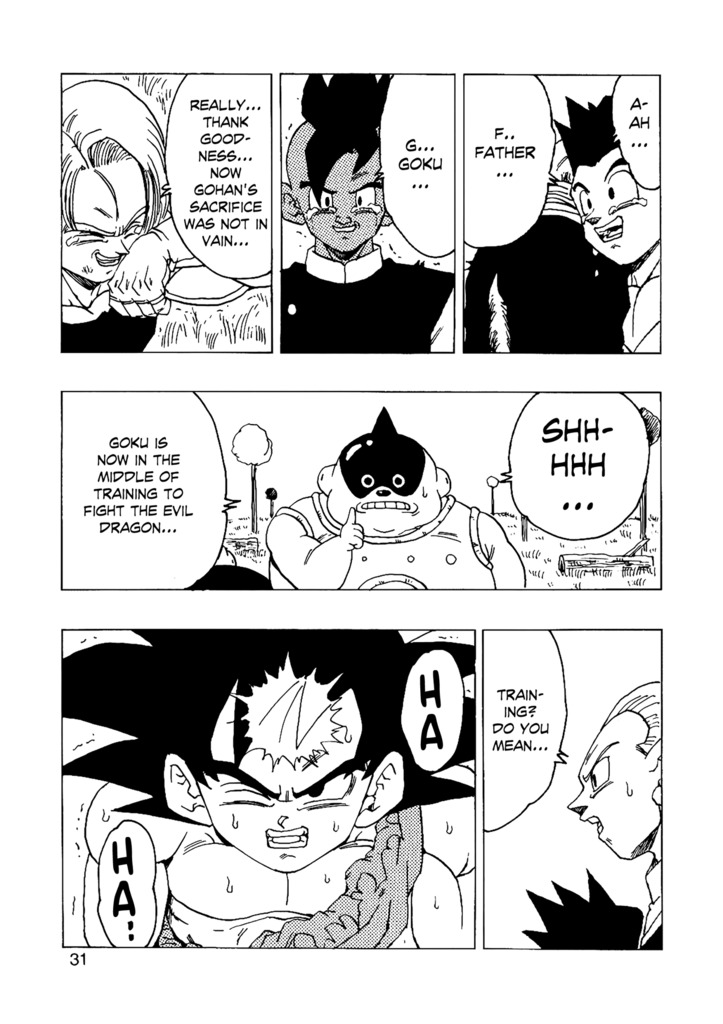 A-
AH
...
F..
FATHER
...
G...
GOKU
...
REALLY...
THANK
GOOD-
NESS...
NOW
GOHAN'S
SACRIFICE
WAS NOT IN
VAIN...
SHH-
HHH
...
GOKU IS
NOW IN THE
MIDDLE OF
TRAINING TO
FIGHT THE EVIL
DRAGON...
TRAIN-
ING?
DO YOU
MEAN...
HA
HA!
31